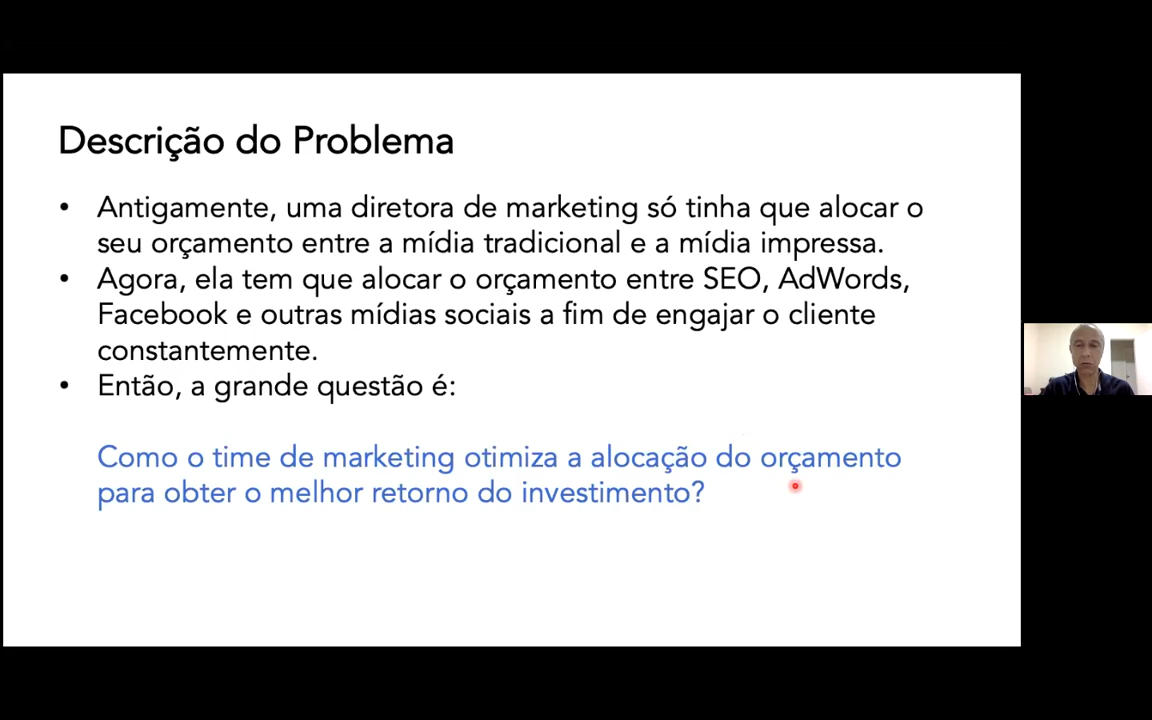 Descrição do Problema
• Antigamente, uma diretora de marketing só tinha que alocar o
seu orçamento entre a mídia tradicional e a mídia impressa.
• Agora, ela tem que alocar o orçamento entre SEO, AdWords,
Facebook e outras mídias sociais a fim de engajar o cliente
constantemente.
• Então, a grande questão é:
Como o time de marketing otimiza a alocação do orçamento
para obter o melhor retorno do investimento?